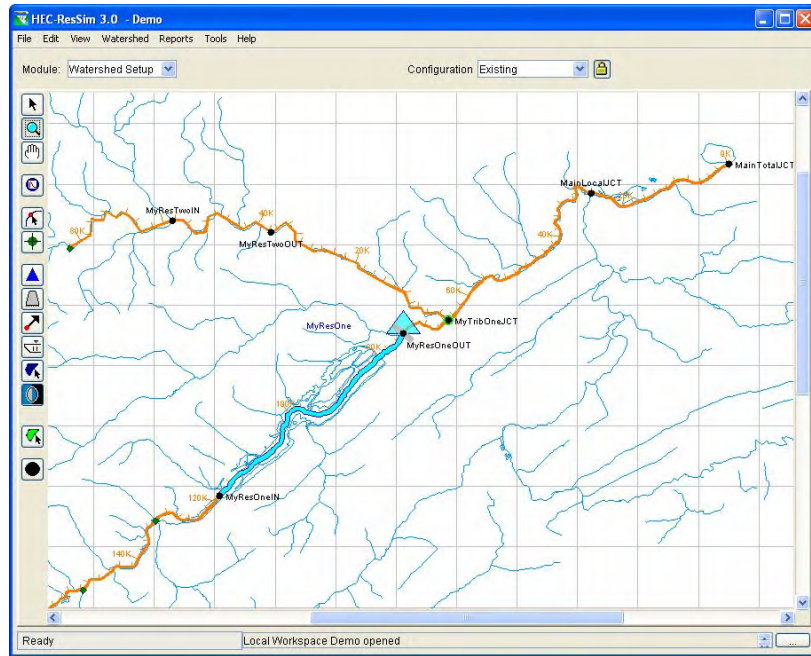 HEC-ResSim 3.0 - Demo
File Edit View Watershed Reports Tools Help
Module: Watershed Setup Configuration Existing
0K
MainTotalJCT
MainLocalJCT
MyResTwoIN
40K
80K
MyResTwoOUT
40K
20K
60K
MyResOne
MyTribOneJCT
MyResOneOUT
100K
120K
MyResOneIN
140K
Ready Local Workspace Demo opened ...